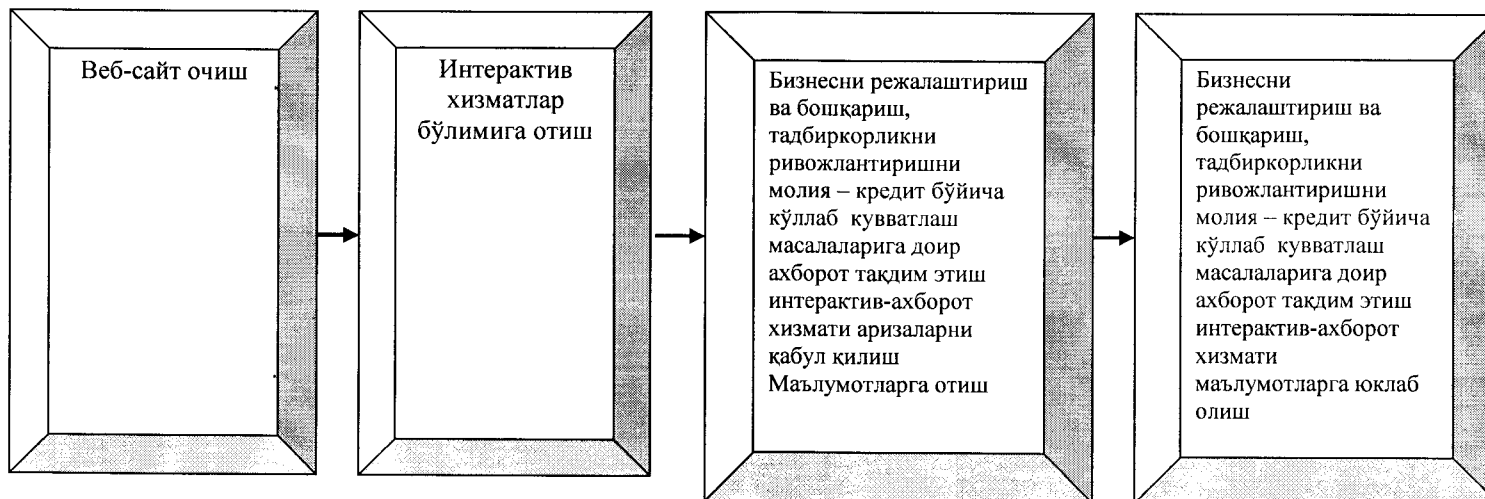 Веб-сайт очиш
Интерактив
хизматлар
бўлимига отиш
Бизнесни режалаштириш
ва бошқариш,
тадбиркорликни
ривожлантиришни
молия – кредит бўйича
кўллаб кувватлаш
масалаларига доир
ахборот тақдим этиш
интерактив-ахборот
хизмати аризаларни
қабул қилиш
Маълумотларга отиш
Бизнесни
режалаштириш ва
бошқариш,
тадбиркорликни
ривожлантиришни
молия – кредит бўйича
кўллаб кувватлаш
масалаларига доир
ахборот тақдим этиш
интерактив-ахборот
хизмати
маълумотларга юклаб
олиш